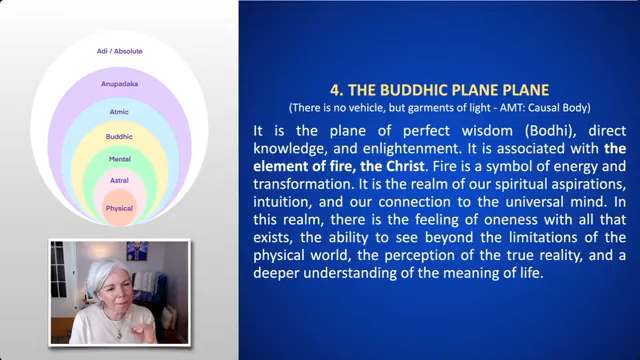 Adi / Absolute
Anupadaka
Atmic
Buddhic
Mental
Astral
Physical
4. THE BUDDHIC PLANE PLANE
(There is no vehicle, but garments of light - AMT: Causal Body)
It is the plane of perfect wisdom (Bodhi), direct
knowledge, and enlightenment. It is associated with the
element of fire, the Christ. Fire is a symbol of energy and
transformation. It is the realm of our spiritual aspirations,
intuition, and our connection to the universal mind. In
this realm, there is the feeling of oneness with all that
exists, the ability to see beyond the limitations of the
physical world, the perception of the true reality, and a
deeper understanding of the meaning of life.